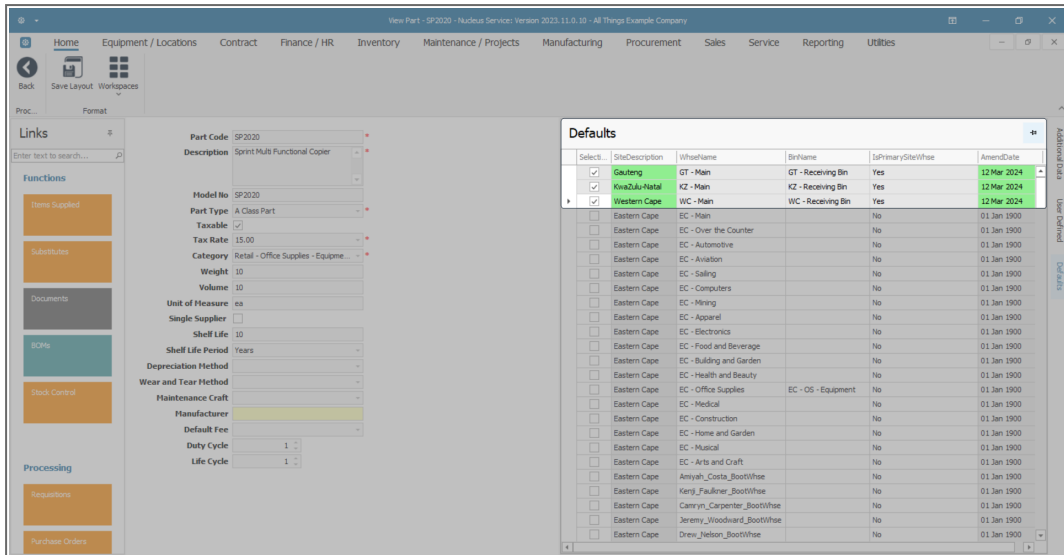 View Part - SP2020 - Nucleus Service: Version 2023.11.0.10 - All Things Example Company
Home Equipment / Locations Contract Finance / HR Inventory Maintenance / Projects Manufacturing Procurement Sales Service Reporting Utilities
Back Save Layout Workspaces
Proc... Format
Links
Enter text to search...
Functions
Items Supplied
Substitutes
Documents
BOMs
Stock Control
Processing
Requisitions
Purchase Orders
Part Code SP2020 *
Description Sprint Multi Functional Copier *
Model No SP2020
Part Type A Class Part *
Taxable
Tax Rate 15.00 *
Category Retail - Office Supplies - Equipme... *
Weight 10
Volume 10
Unit of Measure ea
Single Supplier
Shelf Life 10
Shelf Life Period Years
Depreciation Method
Wear and Tear Method
Maintenance Craft
Manufacturer
Default Fee
Duty Cycle 1
Life Cycle 1
Defaults
Selecti... SiteDescription WhseName BinName IsPrimarySiteWhse AmendDate
Gauteng GT - Main GT - Receiving Bin Yes 12 Mar 2024
KwaZulu-Natal KZ - Main KZ - Receiving Bin Yes 12 Mar 2024
Western Cape WC - Main WC - Receiving Bin Yes 12 Mar 2024
Eastern Cape EC - Main No 01 Jan 1900
Eastern Cape EC - Over the Counter No 01 Jan 1900
Eastern Cape EC - Automotive No 01 Jan 1900
Eastern Cape EC - Aviation No 01 Jan 1900
Eastern Cape EC - Sailing No 01 Jan 1900
Eastern Cape EC - Computers No 01 Jan 1900
Eastern Cape EC - Mining No 01 Jan 1900
Eastern Cape EC - Apparel No 01 Jan 1900
Eastern Cape EC - Electronics No 01 Jan 1900
Eastern Cape EC - Food and Beverage No 01 Jan 1900
Eastern Cape EC - Building and Garden No 01 Jan 1900
Eastern Cape EC - Health and Beauty No 01 Jan 1900
Eastern Cape EC - Office Supplies EC - OS - Equipment No 01 Jan 1900
Eastern Cape EC - Medical No 01 Jan 1900
Eastern Cape EC - Construction No 01 Jan 1900
Eastern Cape EC - Home and Garden No 01 Jan 1900
Eastern Cape EC - Musical No 01 Jan 1900
Eastern Cape EC - Arts and Craft No 01 Jan 1900
Eastern Cape Amiyah_Costa_BootWhse No 01 Jan 1900
Eastern Cape Kenji_Faulkner_BootWhse No 01 Jan 1900
Eastern Cape Camryn_Carpenter_BootWhse No 01 Jan 1900
Eastern Cape Jeremy_Woodward_BootWhse No 01 Jan 1900
Eastern Cape Drew_Nelson_BootWhse No 01 Jan 1900
Additional Data
User Defined
Defaults